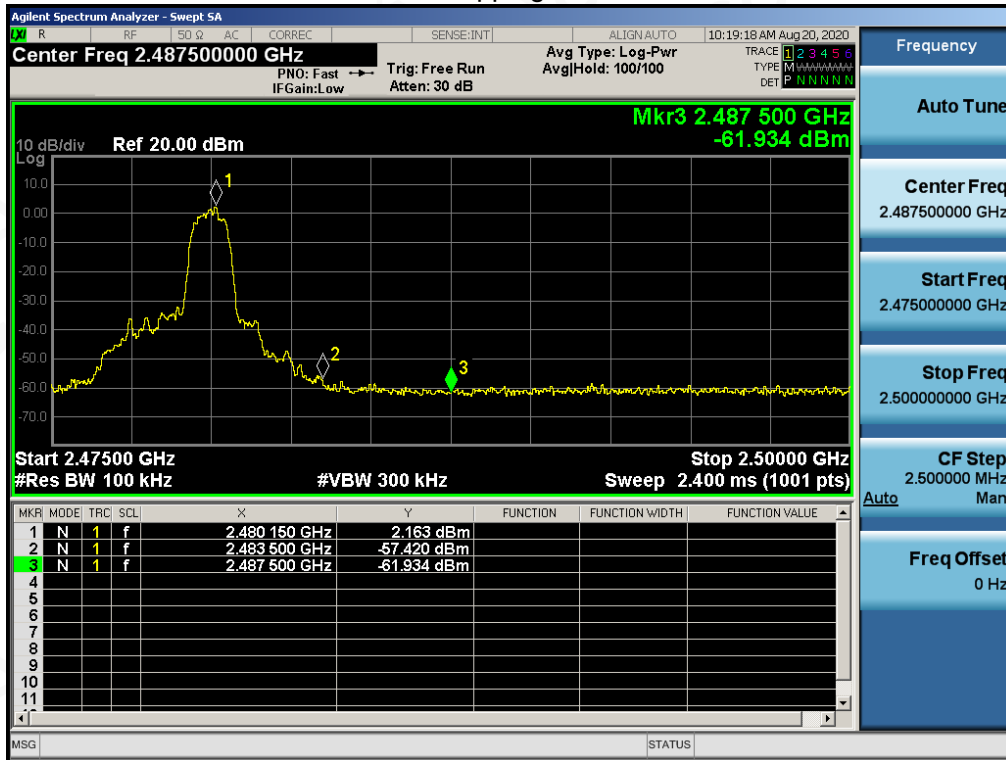 Agilent Spectrum Analyzer - Swept SA
LXI R RF 50 Ω AC CORREC SENSE:INT ALIGN AUTO 10:19:18 AM Aug 20, 2020
Center Freq 2.487500000 GHz
PNO: Fast
IFGain:Low
Trig: Free Run
Atten: 30 dB
Avg Type: Log-Pwr
Avg|Hold: 100/100
TRACE 1 2 3 4 5 6
TYPE M WWWWW
DET P N N N N N
Mkr3 2.487 500 GHz
-61.934 dBm
10 dB/div Ref 20.00 dBm
Log
10.0
0.00
-10.0
-20.0
-30.0
-40.0
-50.0
-60.0
-70.0
1
2
3
Start 2.47500 GHz Stop 2.50000 GHz
#Res BW 100 kHz #VBW 300 kHz Sweep 2.400 ms (1001 pts)
MKR MODE TRC SCL X Y FUNCTION FUNCTION WIDTH FUNCTION VALUE
1 N 1 f 2.480 150 GHz 2.163 dBm
2 N 1 f 2.483 500 GHz -57.420 dBm
3 N 1 f 2.487 500 GHz -61.934 dBm
4
5
6
7
8
9
10
11
MSG STATUS
Frequency
Auto Tune
Center Freq
2.487500000 GHz
Start Freq
2.475000000 GHz
Stop Freq
2.500000000 GHz
CF Step
2.500000 MHz
Auto Man
Freq Offset
0 Hz